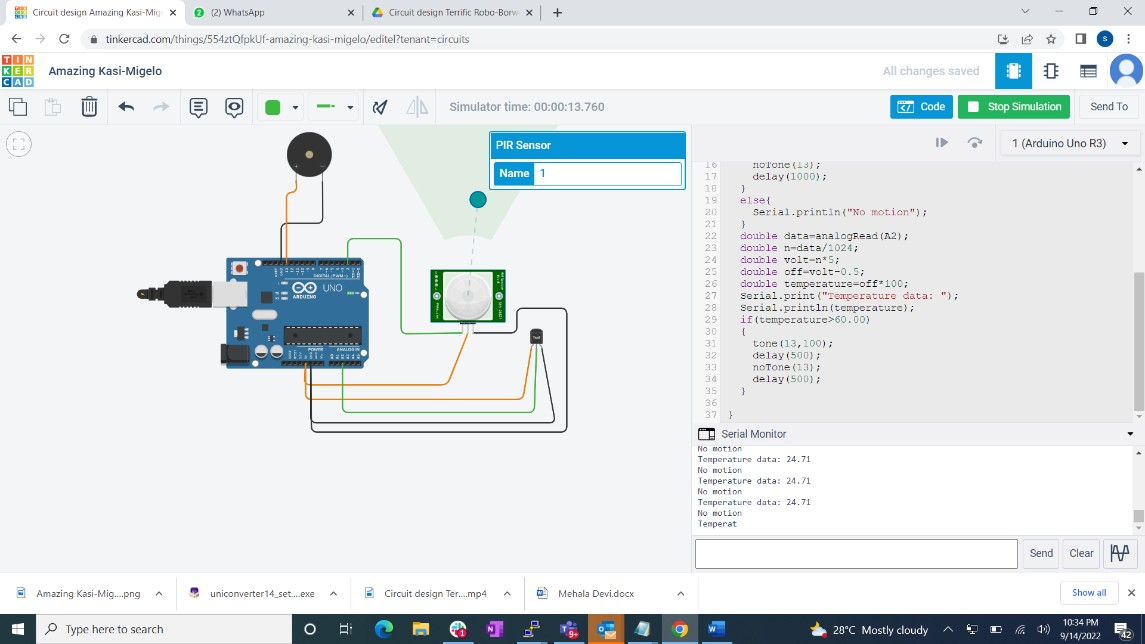 Circuit design Amazing Kasi-Mig
(2) WhatsApp
Circuit design Terrific Robo-Borw
tinkercad.com/things/554ztQfpkUf-amazing-kasi-migelo/editel?tenant=circuits
S
TIN
KER
CAD
Amazing Kasi-Migelo
All changes saved
Simulator time: 00:00:13.760
Code
Stop Simulation
Send To
1 (Arduino Uno R3)
PIR Sensor
Name 1
UNO
ARDUINO
DIGITAL (PWM~)
POWER
ANALOG IN
16 noTone(13);
17 delay(1000);
18 }
19 else{
20 Serial.println("No motion");
21 }
22 double data=analogRead(A2);
23 double n=data/1024;
24 double volt=n*5;
25 double off=volt-0.5;
26 double temperature=off*100;
27 Serial.print("Temperature data: ");
28 Serial.println(temperature);
29 if(temperature>60.00)
30 {
31 tone(13,100);
32 delay(500);
33 noTone(13);
34 delay(500);
35 }
36
37 }
Serial Monitor
No motion
Temperature data: 24.71
No motion
Temperature data: 24.71
No motion
Temperature data: 24.71
No motion
Temperat
Send
Clear
Amazing Kasi-Mig....png
uniconverter14_set....exe
Circuit design Ter....mp4
Mehala Devi.docx
Show all
Type here to search
28°C Mostly cloudy
10:34 PM
9/14/2022
42